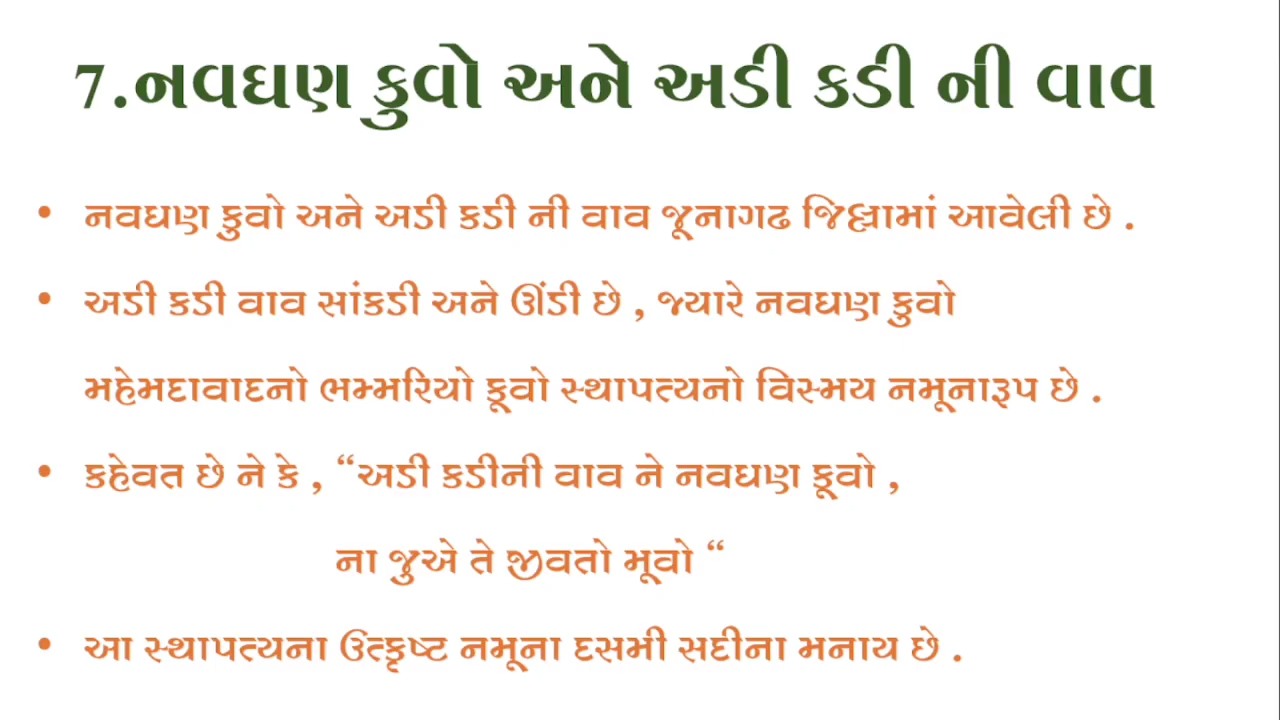 7.નવઘણ કુવો અને અડી કડી ની વાવ
• નવઘણ કુવો અને અડી કડી ની વાવ જૂનાગઢ જિલ્લામાં આવેલી છે .
• અડી કડી વાવ સાંકડી અને ઊંડી છે , જ્યારે નવઘણ કુવો
મહેમદાવાદનો ભમ્મરિયો કૂવો સ્થાપત્યનો વિસ્મય નમૂનારૂપ છે .
• કહેવત છે ને કે , “અડી કડીની વાવ ને નવઘણ કૂવો ,
ના જુએ તે જીવતો મૂવો “
• આ સ્થાપત્યના ઉત્કૃષ્ટ નમૂના દસમી સદીના મનાય છે .